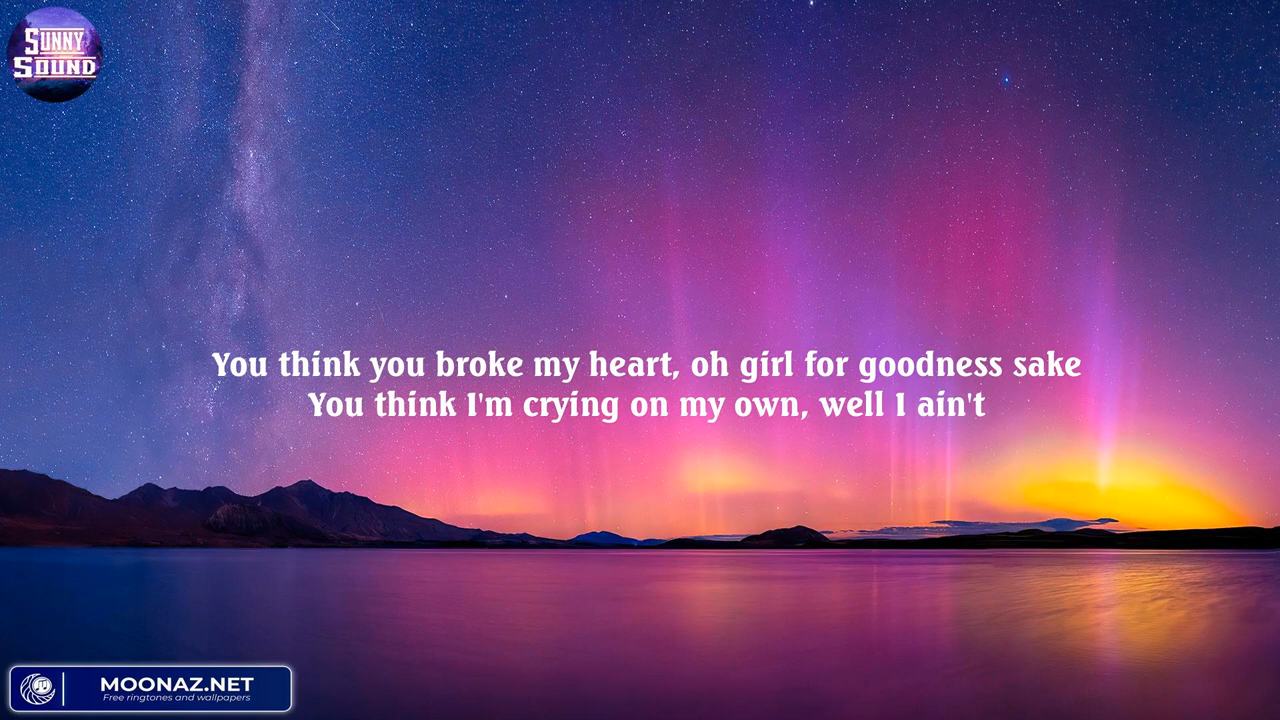 SUNNY
SOUND
You think you broke my heart, oh girl for goodness sake
You think I'm crying on my own, well I ain't
MOONAZ.NET
Free ringtones and wallpapers